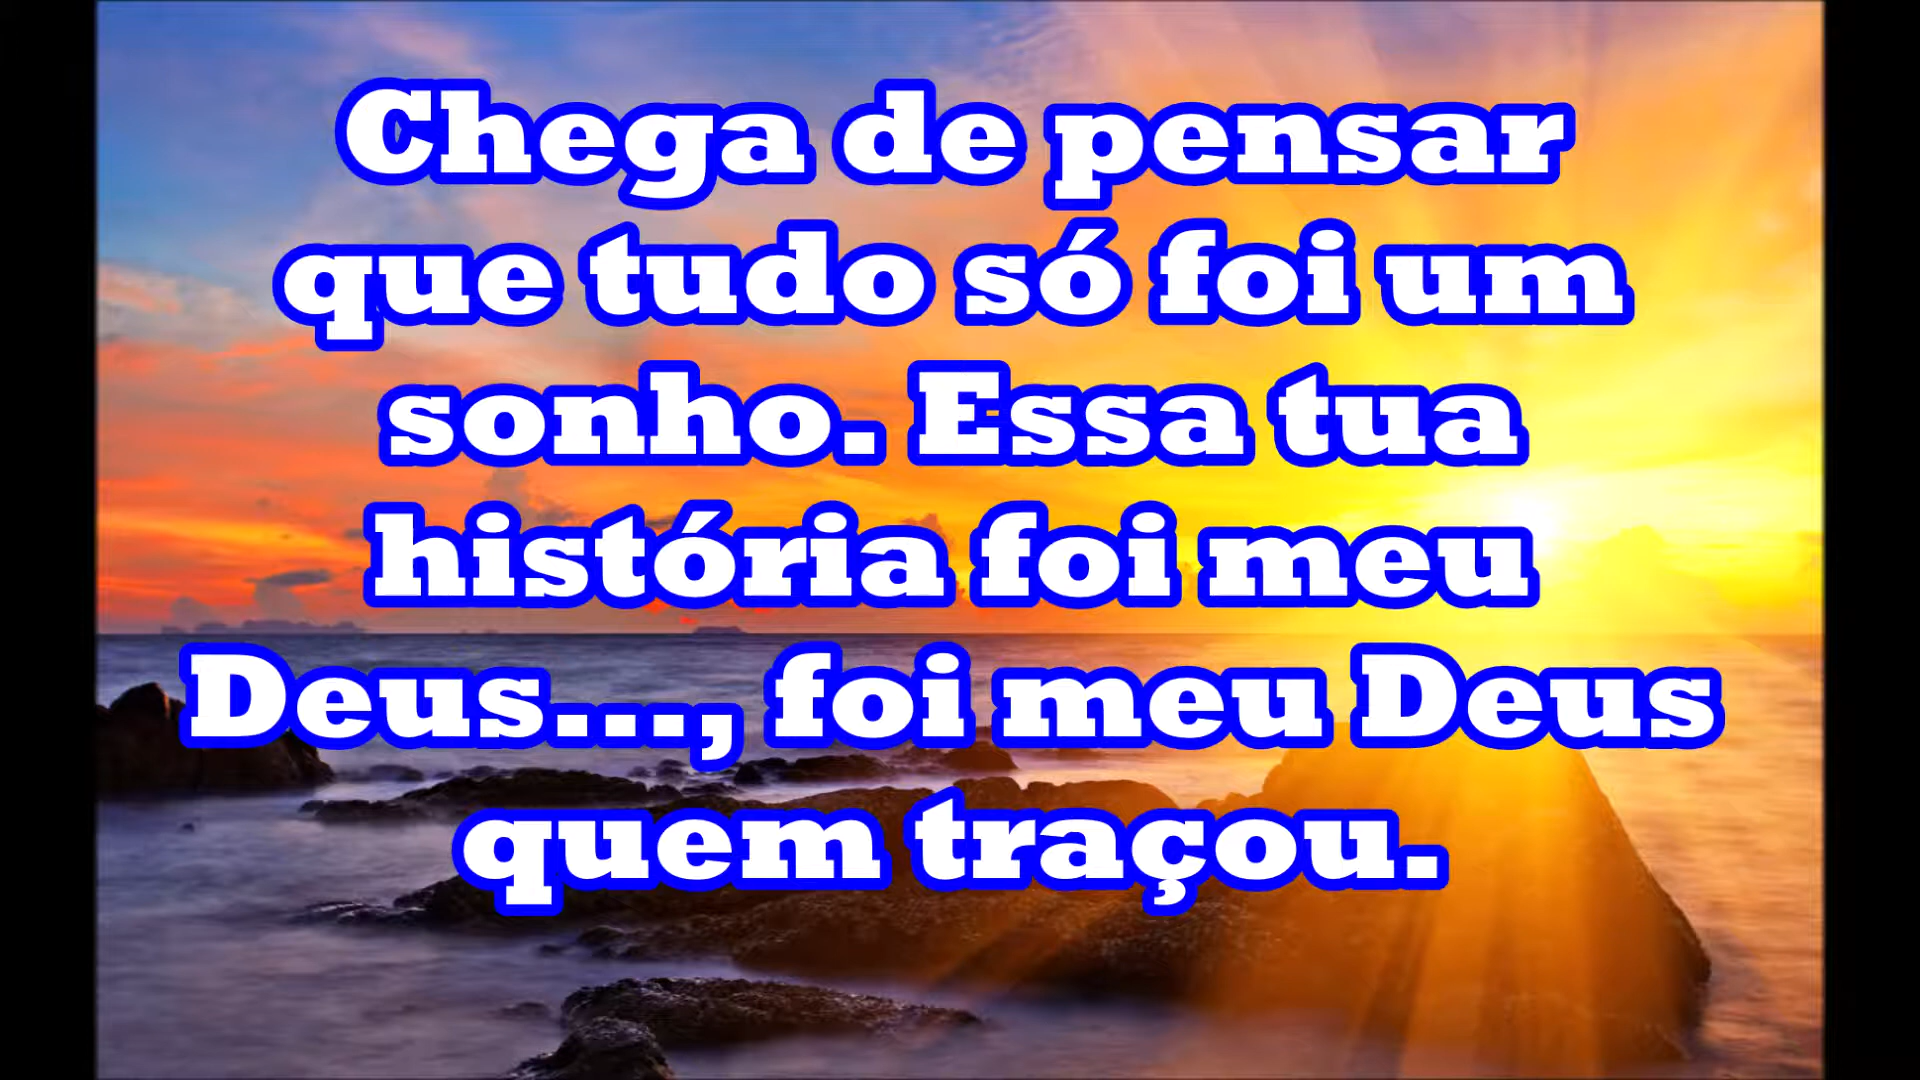 Chega de pensar
que tudo só foi um
sonho. Essa tua
história foi meu
Deus..., foi meu Deus
quem traçou.